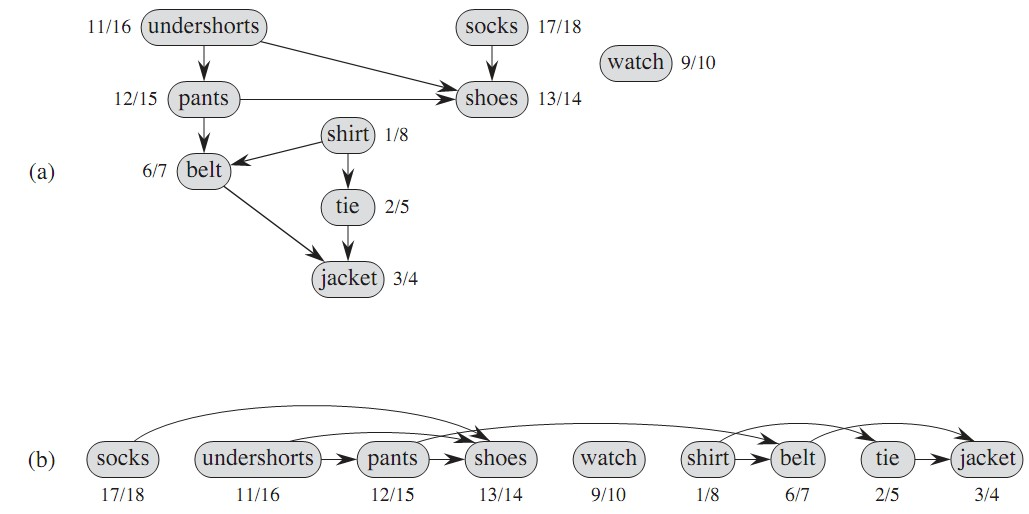 11/16 undershorts socks 17/18
watch 9/10
12/15 pants shoes 13/14
shirt 1/8
(a) 6/7 belt
tie 2/5
jacket 3/4
(b) socks undershorts pants shoes watch shirt belt tie jacket
17/18 11/16 12/15 13/14 9/10 1/8 6/7 2/5 3/4